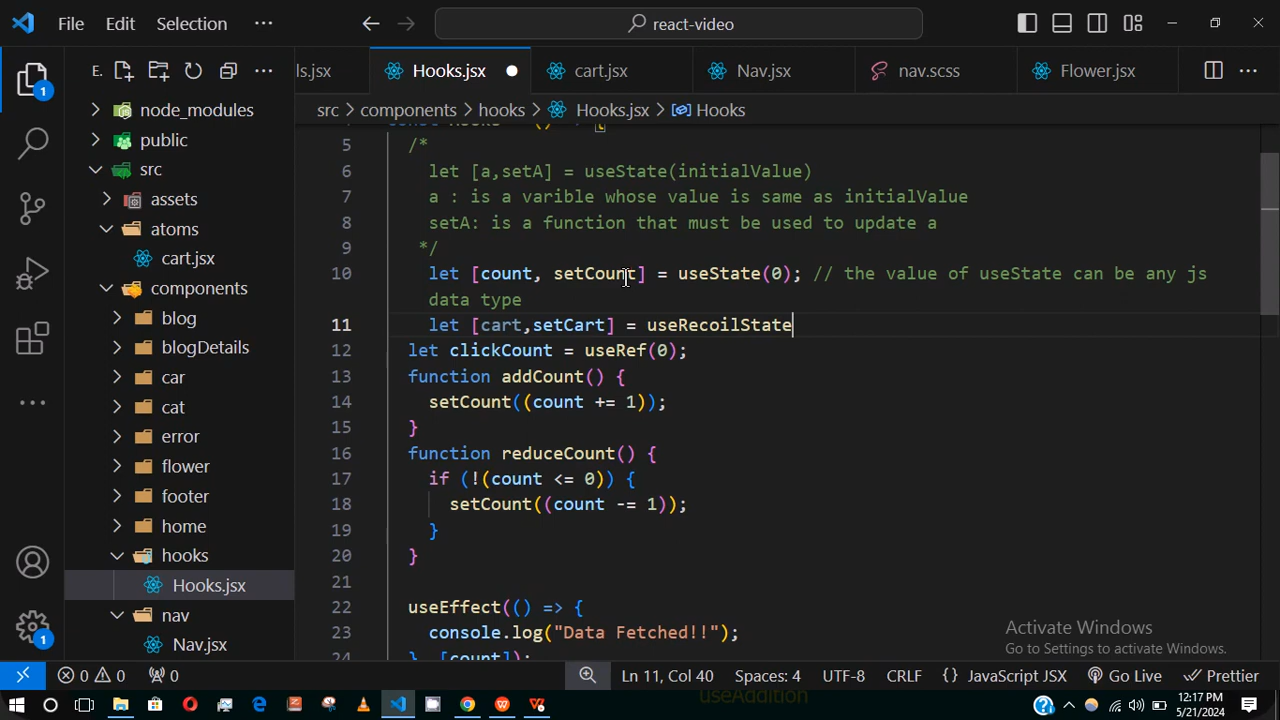 File Edit Selection ··· react-video
E. ls.jsx Hooks.jsx cart.jsx Nav.jsx nav.scss Flower.jsx
src > components > hooks > Hooks.jsx > Hooks
node_modules
public
src
assets
atoms
cart.jsx
components
blog
blogDetails
car
cat
error
flower
footer
home
hooks
Hooks.jsx
nav
Nav.jsx
1
1
5 /*
6 let [a,setA] = useState(initialValue)
7 a : is a varible whose value is same as initialValue
8 setA: is a function that must be used to update a
9 */
10 let [count, setCount] = useState(0); // the value of useState can be any js
data type
11 let [cart,setCart] = useRecoilState
12 let clickCount = useRef(0);
13 function addCount() {
14 setCount((count += 1));
15 }
16 function reduceCount() {
17 if (!(count <= 0)) {
18 setCount((count -= 1));
19 }
20 }
21
22 useEffect(() => {
23 console.log("Data Fetched!!");
24 }, [count]);
Activate Windows
Go to Settings to activate Windows.
0 0 0 Ln 11, Col 40 Spaces: 4 UTF-8 CRLF {} JavaScript JSX Go Live Prettier
useAddition
12:17 PM
5/21/2024